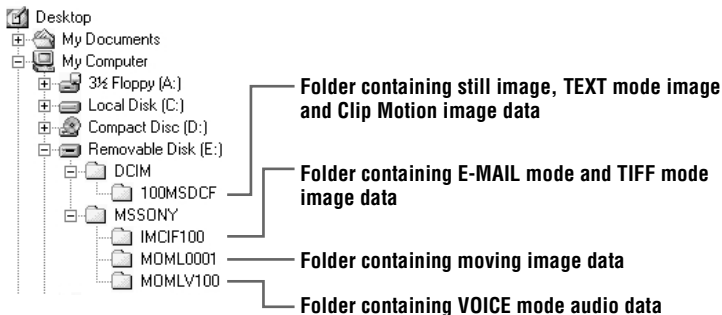 Desktop
My Documents
My Computer
3½ Floppy (A:)
Local Disk (C:)
Compact Disc (D:)
Removable Disk (E:)
DCIM
100MSDCF
MSSONY
IMCIF100
MOML0001
MOMLV100
Folder containing still image, TEXT mode image
and Clip Motion image data
Folder containing E-MAIL mode and TIFF mode
image data
Folder containing moving image data
Folder containing VOICE mode audio data